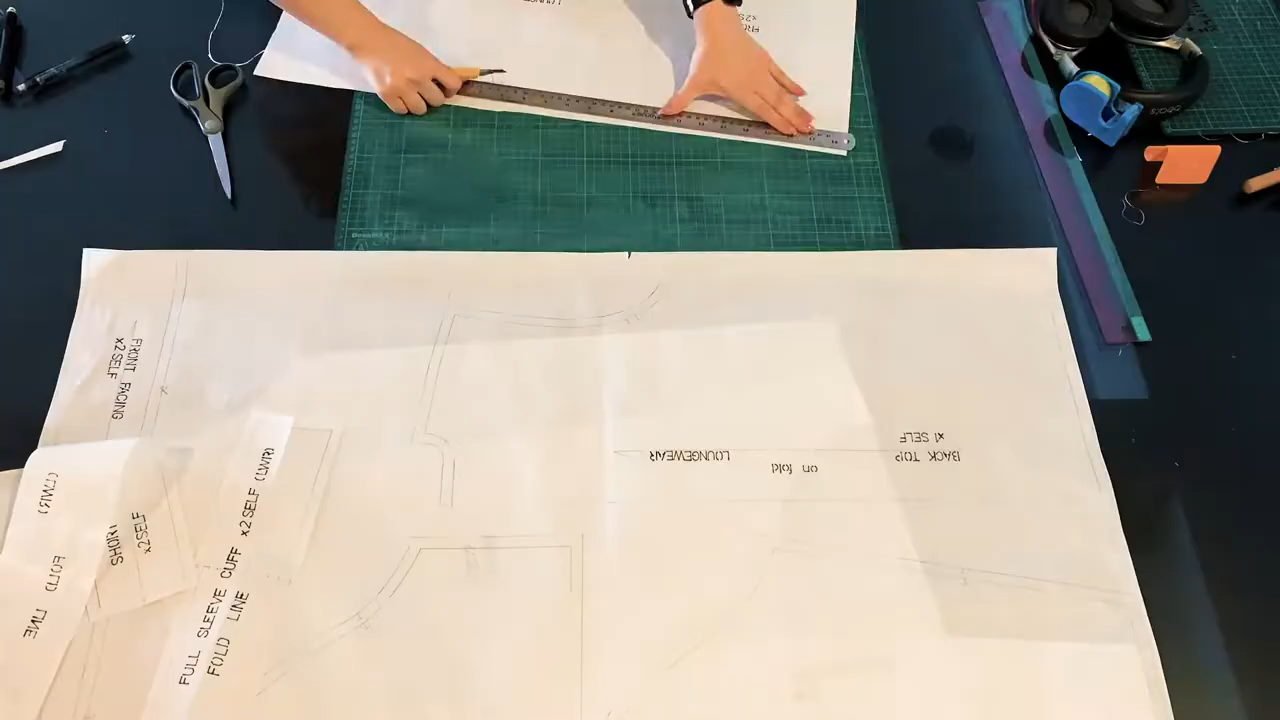 FRONT FACING
x2 SELF
FULL SLEEVE CUFF x2 SELF (LWR)
FOLD LINE
SHORT
x2 SELF
FOLD LINE
LOUNGEWEAR
on fold
BACK TOP
x1 SELF